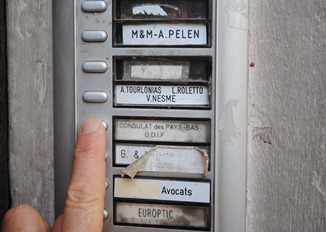 M&M-A.PELEN
A.TOURLONIAS L.ROLETTO
V.NESME
CONSULAT des PAYS-BAS
O.D.I.F
G. &
Avocats
EUROPTIC